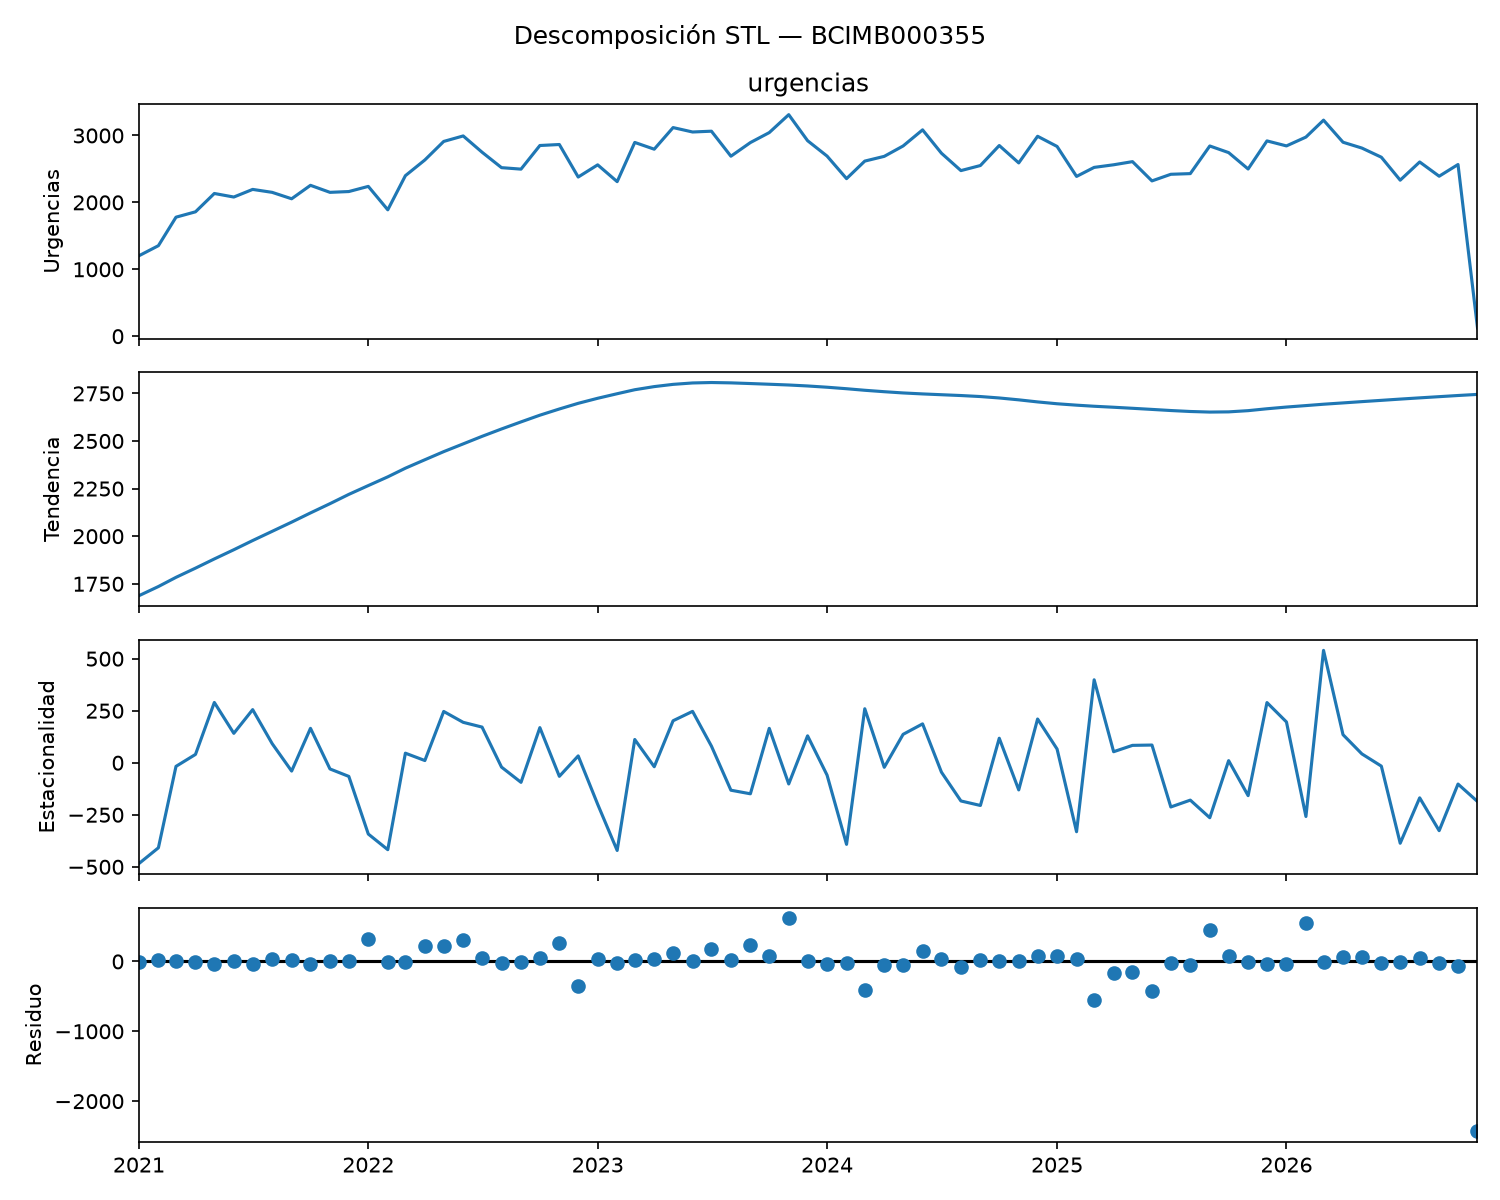 Descomposición STL — BCIMB000355
urgencias
Urgencias
3000
2000
1000
0
Tendencia
2750
2500
2250
2000
1750
Estacionalidad
500
250
0
−250
−500
Residuo
0
−1000
−2000
2021 2022 2023 2024 2025 2026